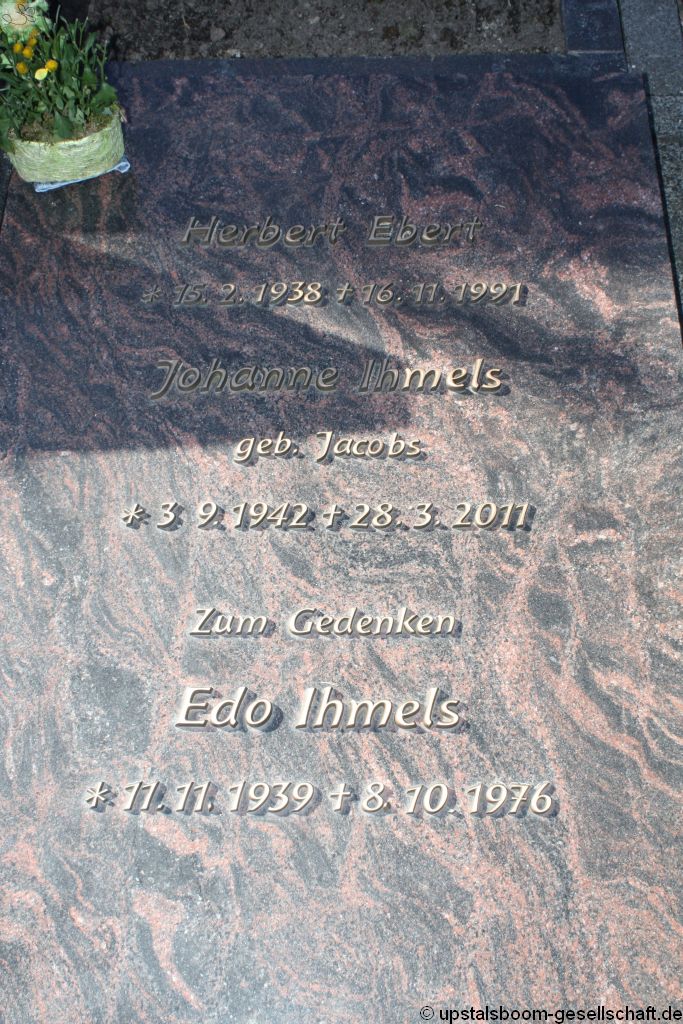 Herbert Ebert
* 15. 2. 1938 † 16. 11. 1991
Johanne Ihmels
geb. Jacobs
* 3. 9. 1942 † 28. 3. 2011
Zum Gedenken
Edo Ihmels
* 11. 11. 1939 † 8. 10. 1976
© upstalsboom-gesellschaft.de